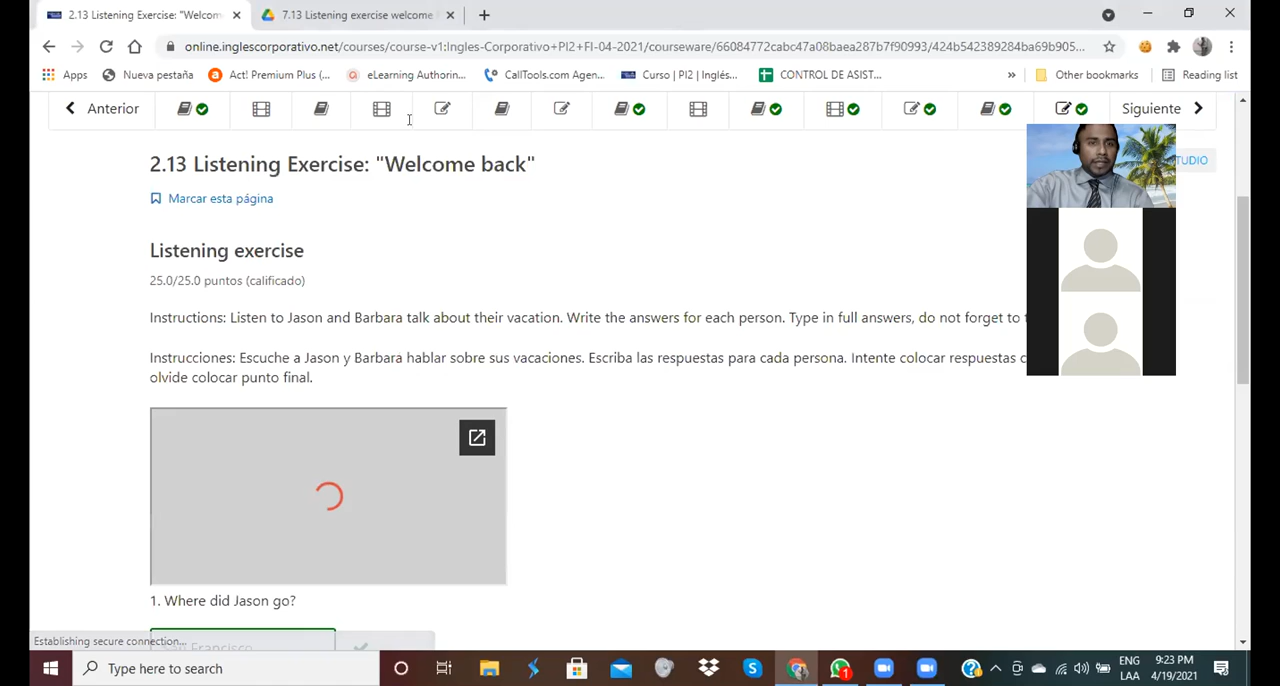 2.13 Listening Exercise: "Welcom
7.13 Listening exercise welcome
online.inglescorporativo.net/courses/course-v1:Ingles-Corporativo+PI2+FI-04-2021/courseware/66084772cabc47a08baea287b7f90993/424b542389284ba69b905...
Apps
Nueva pestaña
Act! Premium Plus (...
eLearning Authorin...
CallTools.com Agen...
Curso | PI2 | Inglés...
CONTROL DE ASIST...
»
Other bookmarks
Reading list
Anterior
Siguiente
2.13 Listening Exercise: "Welcome back"
UDIO
Marcar esta página
Listening exercise
25.0/25.0 puntos (calificado)
Instructions: Listen to Jason and Barbara talk about their vacation. Write the answers for each person. Type in full answers, do not forget to
Instrucciones: Escuche a Jason y Barbara hablar sobre sus vacaciones. Escriba las respuestas para cada persona. Intente colocar respuestas
olvide colocar punto final.
1. Where did Jason go?
Establishing secure connection...
San Francisco
Type here to search
ENG
LAA
9:23 PM
4/19/2021